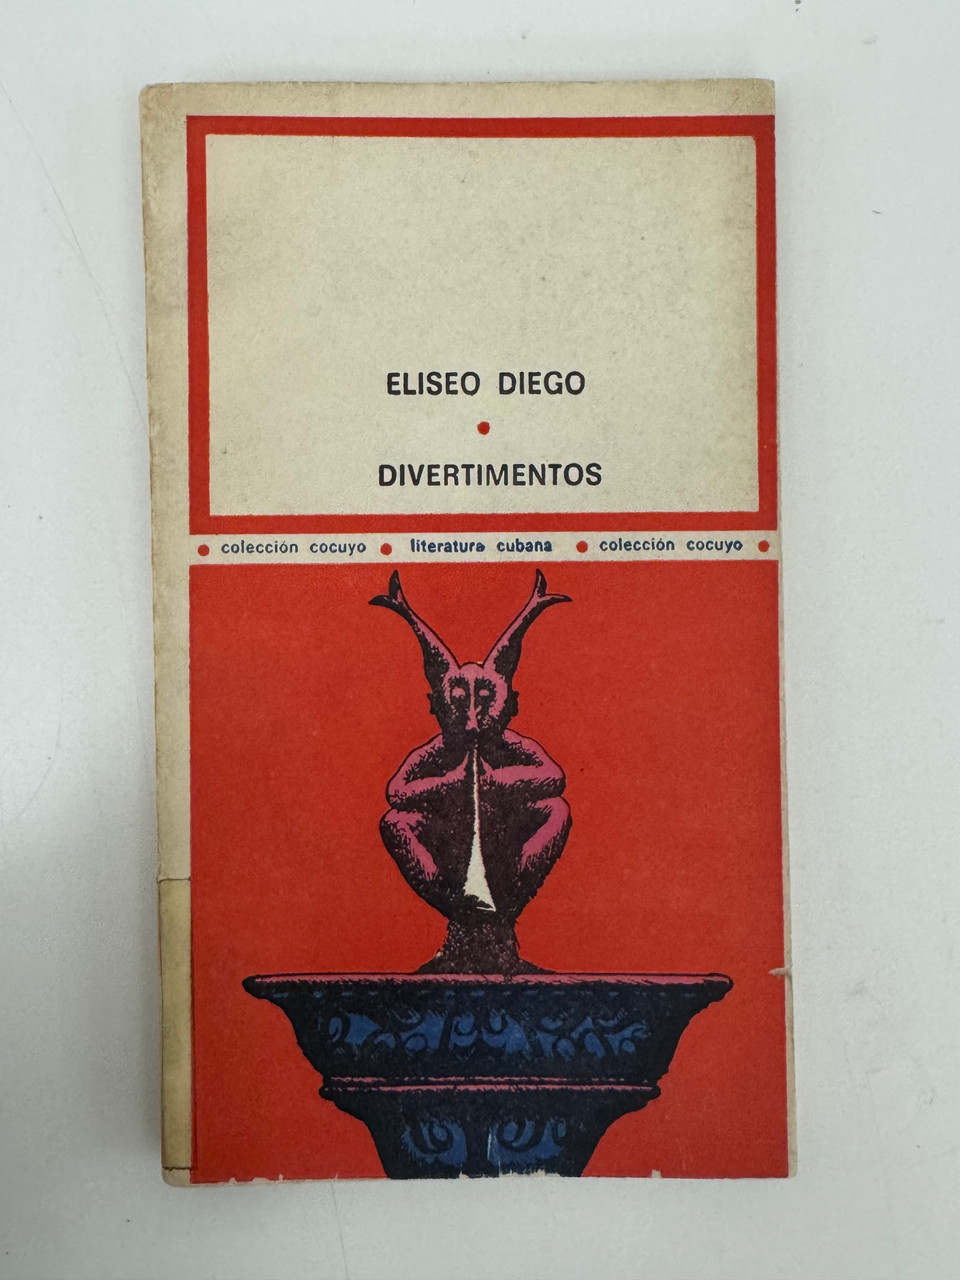 ELISEO DIEGO
DIVERTIMENTOS
colección cocuyo • literatura cubana • colección cocuyo